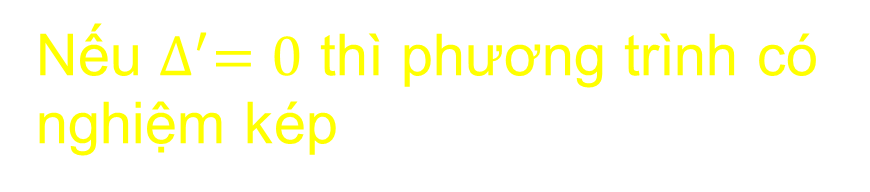 Nếu Δ′= 0 thì phương trình có
nghiệm kép